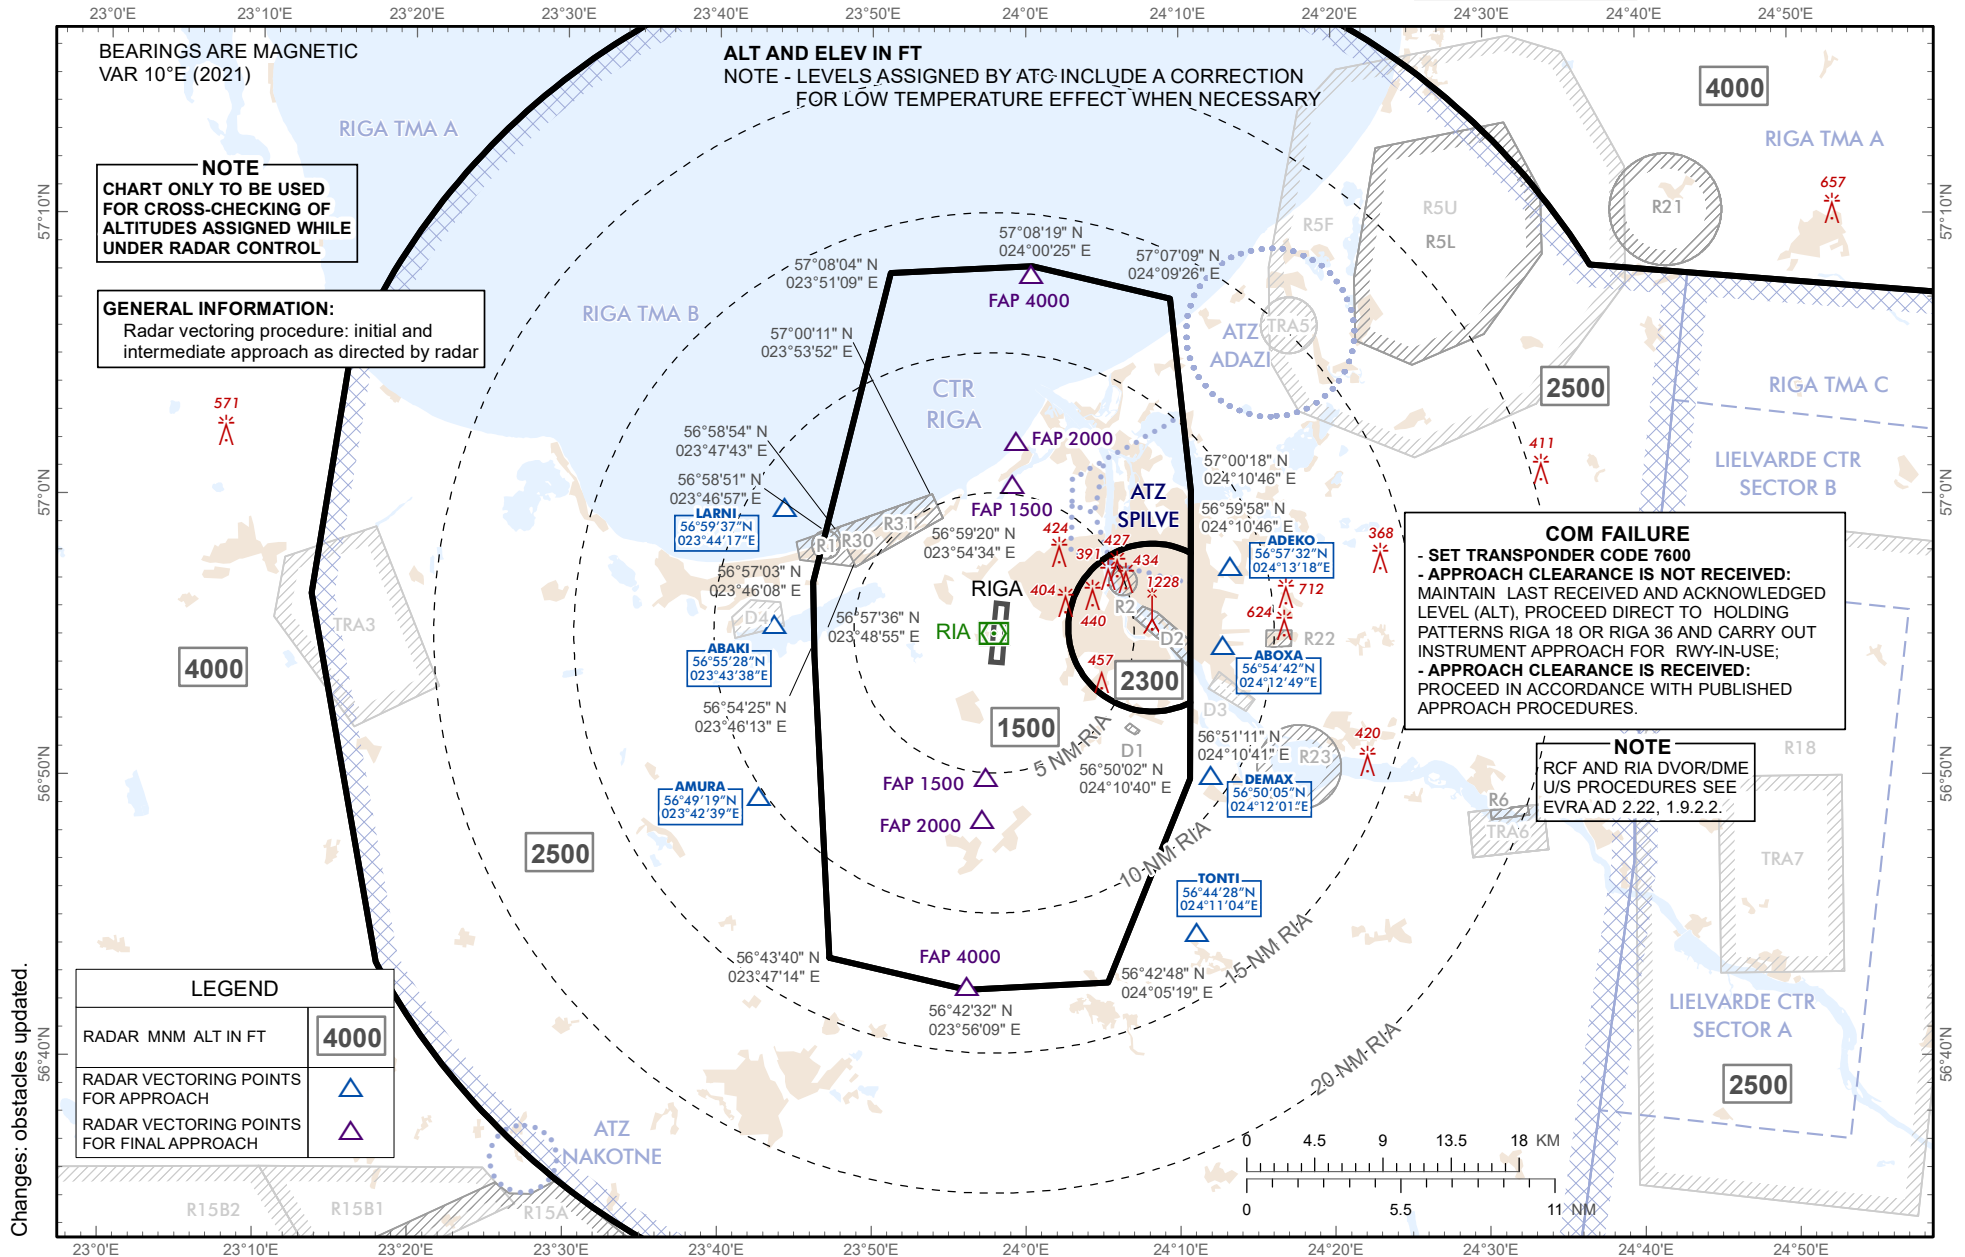 23°0'E
23°10'E
23°20'E
23°30'E
23°40'E
23°50'E
24°0'E
24°10'E
24°20'E
24°30'E
24°40'E
24°50'E
BEARINGS ARE MAGNETIC
VAR 10°E (2021)
ALT AND ELEV IN FT
NOTE - LEVELS ASSIGNED BY ATC INCLUDE A CORRECTION
FOR LOW TEMPERATURE EFFECT WHEN NECESSARY
4000
RIGA TMA A
RIGA TMA A
NOTE
CHART ONLY TO BE USED
FOR CROSS-CHECKING OF
ALTITUDES ASSIGNED WHILE
UNDER RADAR CONTROL
657
57°10'N
57°10'N
R5F
R5U
R5L
R21
57°08'19" N
024°00'25" E
57°07'09" N
024°09'26" E
57°08'04" N
023°51'09" E
FAP 4000
GENERAL INFORMATION:
Radar vectoring procedure: initial and
intermediate approach as directed by radar
RIGA TMA B
57°00'11" N
023°53'52" E
ATZ
ADAZI
TRA5
CTR
RIGA
2500
RIGA TMA C
571
56°58'54" N
023°47'43" E
FAP 2000
411
57°00'18" N
024°10'46" E
LIELVARDE CTR
SECTOR B
57°0'N
57°0'N
56°58'51" N
023°46'57" E
FAP 1500
ATZ
SPILVE
56°59'58" N
024°10'46" E
LARNI
56°59'37"N
023°44'17"E
R1
R30
R31
56°59'20" N
023°54'34" E
424
427
391
434
1228
404
440
457
ADEKO
56°57'32"N
024°13'18"E
368
712
624
COM FAILURE
- SET TRANSPONDER CODE 7600
- APPROACH CLEARANCE IS NOT RECEIVED:
MAINTAIN LAST RECEIVED AND ACKNOWLEDGED
LEVEL (ALT), PROCEED DIRECT TO HOLDING
PATTERNS RIGA 18 OR RIGA 36 AND CARRY OUT
INSTRUMENT APPROACH FOR RWY-IN-USE;
- APPROACH CLEARANCE IS RECEIVED:
PROCEED IN ACCORDANCE WITH PUBLISHED
APPROACH PROCEDURES.
56°57'03" N
023°46'08" E
RIGA
RIA
R2
D2
R22
D4
TRA3
56°57'36" N
023°48'55" E
ABAKI
56°55'28"N
023°43'38"E
ABOXA
56°54'42"N
024°12'49"E
4000
2300
56°54'25" N
023°46'13" E
1500
D3
D1
5 NM RIA
56°51'11" N
024°10'41" E
420
R23
R18
NOTE
RCF AND RIA DVOR/DME
U/S PROCEDURES SEE
EVRA AD 2.22, 1.9.2.2.
56°50'N
56°50'N
56°50'02" N
024°10'40" E
FAP 1500
DEMAX
56°50'05"N
024°12'01"E
AMURA
56°49'19"N
023°42'39"E
FAP 2000
R6
TRA6
TRA7
2500
10 NM RIA
TONTI
56°44'28"N
024°11'04"E
15 NM RIA
56°43'40" N
023°47'14" E
FAP 4000
56°42'32" N
023°56'09" E
56°42'48" N
024°05'19" E
LIELVARDE CTR
SECTOR A
20 NM RIA
2500
56°40'N
56°40'N
LEGEND
RADAR MNM ALT IN FT
4000
RADAR VECTORING POINTS
FOR APPROACH
RADAR VECTORING POINTS
FOR FINAL APPROACH
Changes: obstacles updated.
ATZ
NAKOTNE
0 4.5 9 13.5 18 KM
0 5.5 11 NM
R15B2
R15B1
R15A
23°0'E
23°10'E
23°20'E
23°30'E
23°40'E
23°50'E
24°0'E
24°10'E
24°20'E
24°30'E
24°40'E
24°50'E